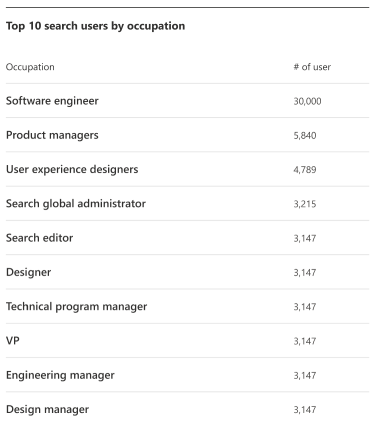 Top 10 search users by occupation
Occupation # of user
Software engineer 30,000
Product managers 5,840
User experience designers 4,789
Search global administrator 3,215
Search editor 3,147
Designer 3,147
Technical program manager 3,147
VP 3,147
Engineering manager 3,147
Design manager 3,147